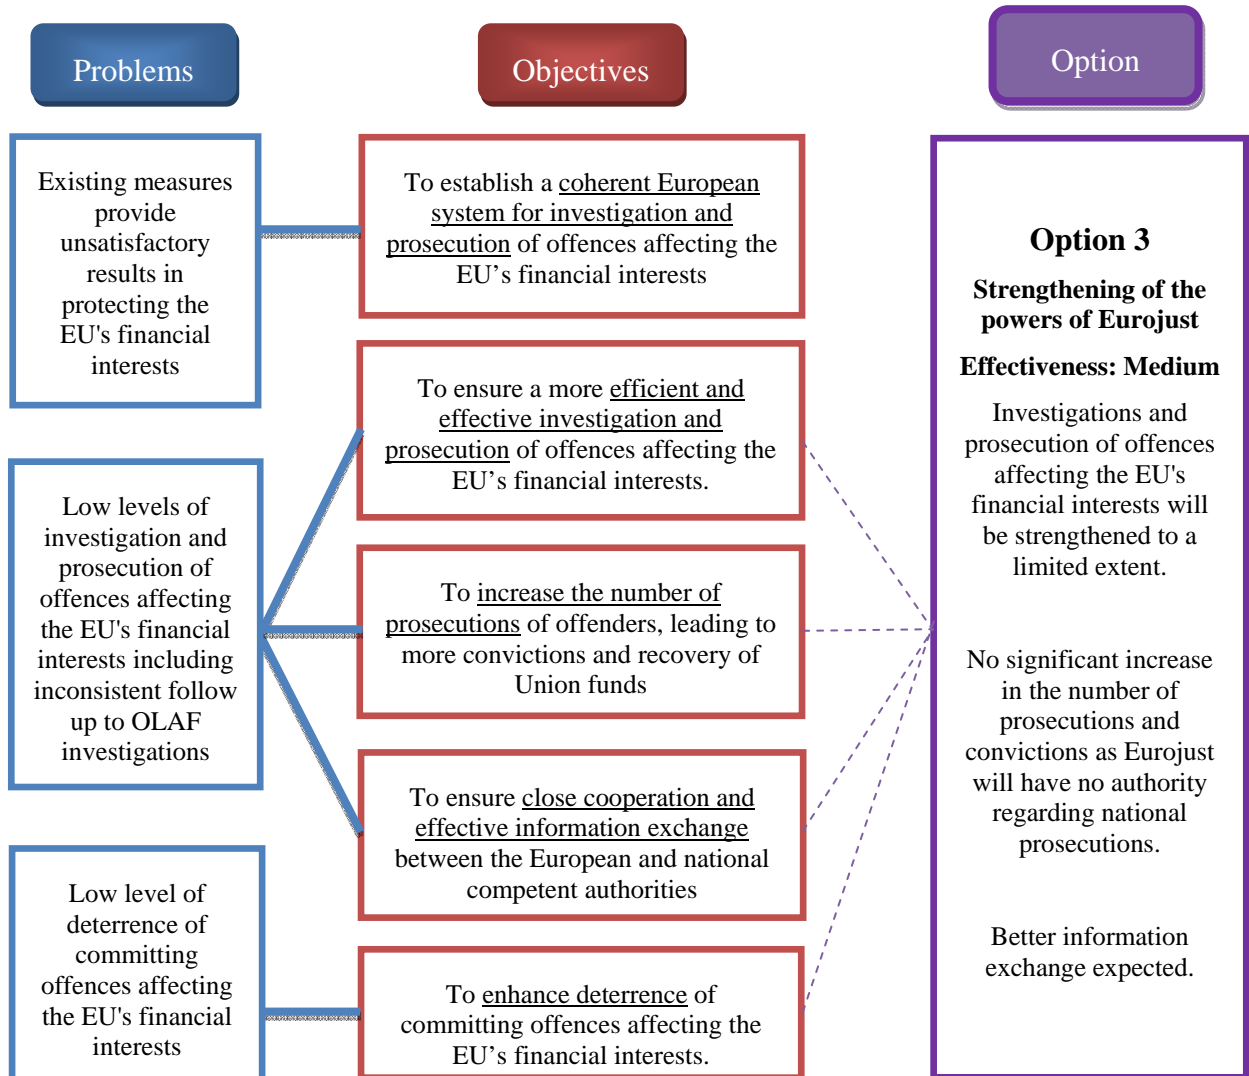 Problems
Objectives
Option
Existing measures
provide
unsatisfactory
results in
protecting the
EU's financial
interests
Low levels of
investigation and
prosecution of
offences affecting
the EU's financial
interests including
inconsistent follow
up to OLAF
investigations
Low level of
deterrence of
committing
offences affecting
the EU's financial
interests
To establish a coherent European
system for investigation and
prosecution of offences affecting the
EU’s financial interests
To ensure a more efficient and
effective investigation and
prosecution of offences affecting the
EU’s financial interests.
To increase the number of
prosecutions of offenders, leading to
more convictions and recovery of
Union funds
To ensure close cooperation and
effective information exchange
between the European and national
competent authorities
To enhance deterrence of
committing offences affecting the
EU’s financial interests.
Option 3
Strengthening of the
powers of Eurojust
Effectiveness: Medium
Investigations and
prosecution of offences
affecting the EU's
financial interests will
be strengthened to a
limited extent.
No significant increase
in the number of
prosecutions and
convictions as Eurojust
will have no authority
regarding national
prosecutions.
Better information
exchange expected.